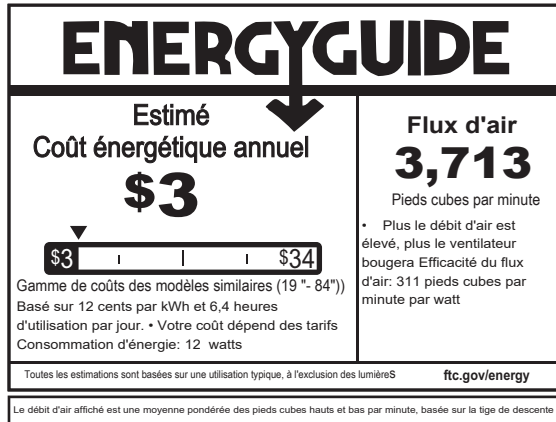 ENERGYGUIDE
Estimé
Coût énergétique annuel
$3
$3 $34
Gamme de coûts des modèles similaires (19 "- 84"))
Basé sur 12 cents par kWh et 6,4 heures
d'utilisation par jour. • Votre coût dépend des tarifs
Consommation d'énergie: 12 watts
Flux d'air
3,713
Pieds cubes par minute
• Plus le débit d'air est
élevé, plus le ventilateur
bougera Efficacité du flux
d'air: 311 pieds cubes par
minute par watt
Toutes les estimations sont basées sur une utilisation typique, à l'exclusion des lumièreS
ftc.gov/energy
Le débit d'air affiché est une moyenne pondérée des pieds cubes hauts et bas par minute, basée sur la tige de descente